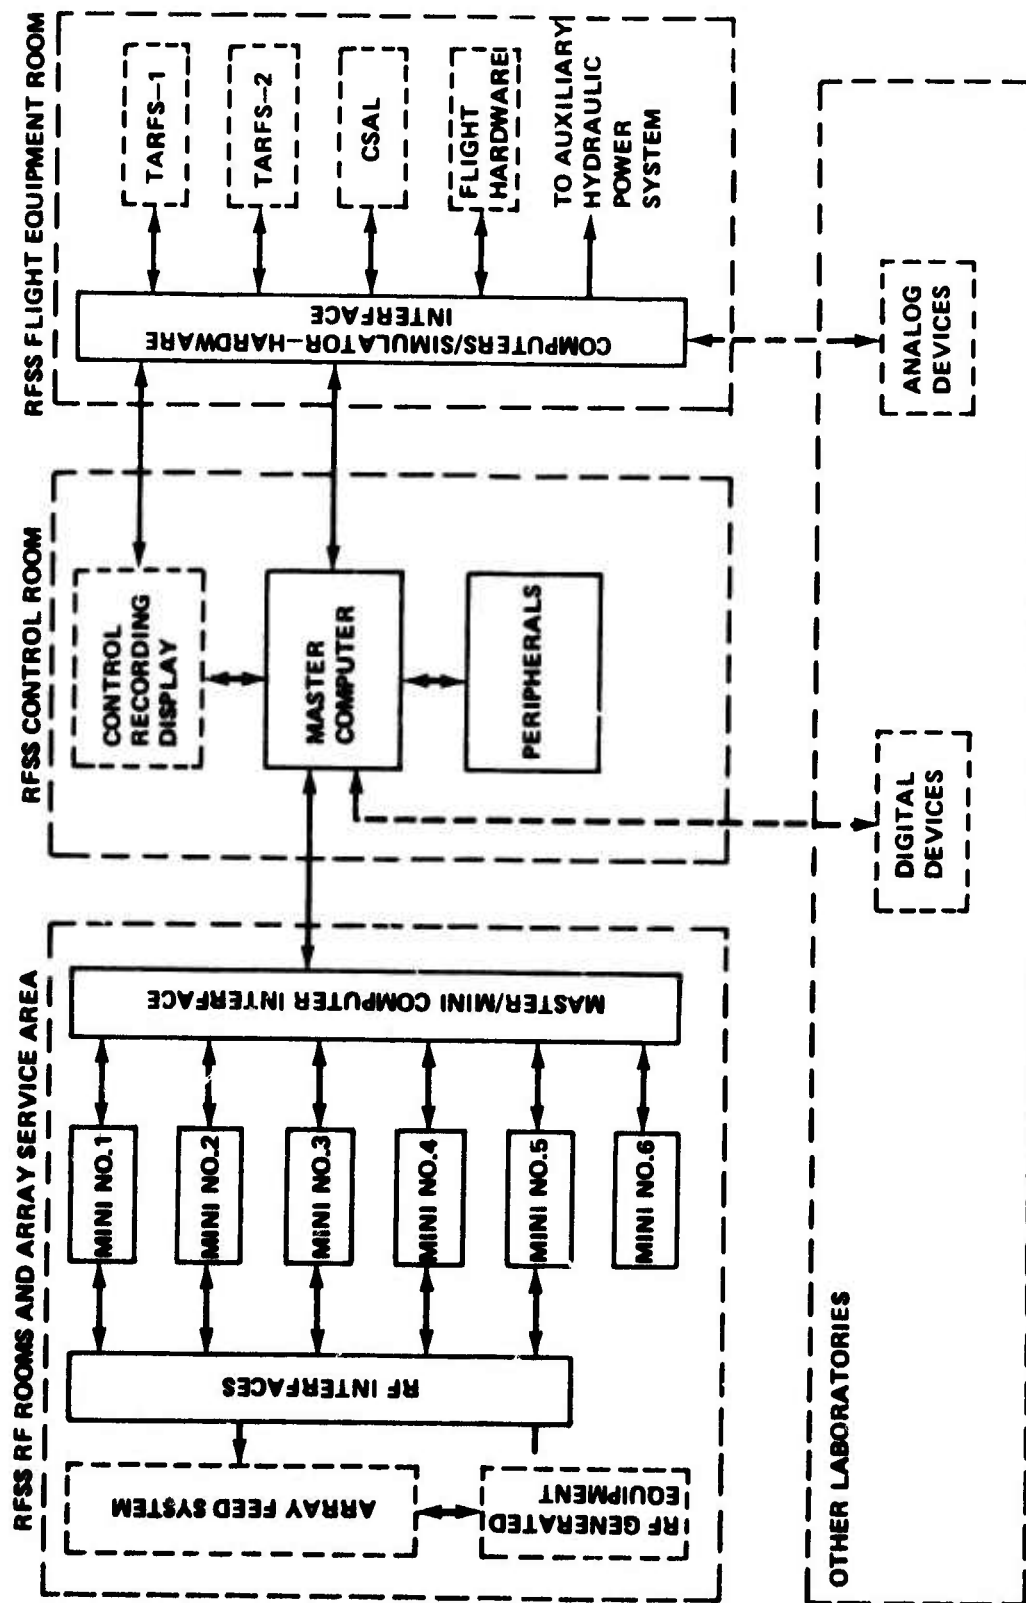 RFSS RF ROOMS AND ARRAY SERVICE AREA
ARRAY FEED SYSTEM
RF GENERATED
EQUIPMENT
RF INTERFACES
MINI NO.1
MINI NO.2
MINI NO.3
MINI NO.4
MINI NO.5
MINI NO.6
MASTER/MINI COMPUTER INTERFACE
RFSS CONTROL ROOM
CONTROL
RECORDING
DISPLAY
MASTER
COMPUTER
PERIPHERALS
RFSS FLIGHT EQUIPMENT ROOM
COMPUTERS/SIMULATOR–HARDWARE
INTERFACE
TARFS–1
TARFS–2
CSAL
FLIGHT
HARDWARE
TO AUXILIARY
HYDRAULIC
POWER
SYSTEM
OTHER LABORATORIES
DIGITAL
DEVICES
ANALOG
DEVICES